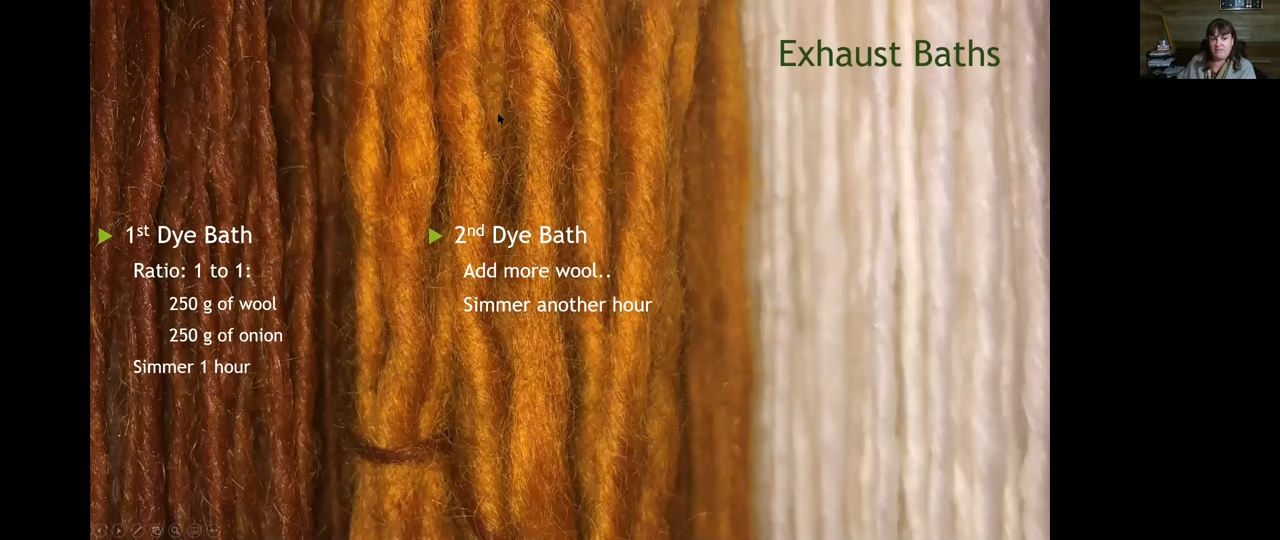 Exhaust Baths
1st Dye Bath
Ratio: 1 to 1:
250 g of wool
250 g of onion
Simmer 1 hour
2nd Dye Bath
Add more wool..
Simmer another hour